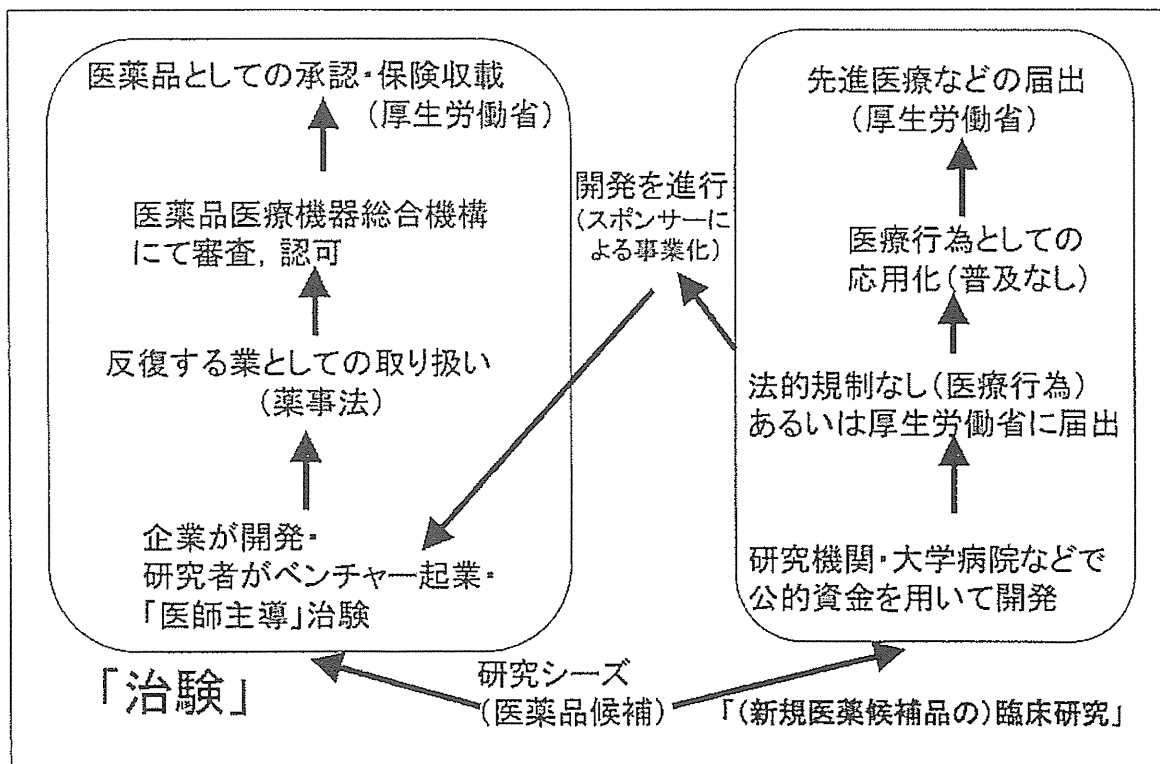 医薬品としての承認・保険収載
(厚生労働省)
医薬品医療機器総合機構
にて審査, 認可
反復する業としての取り扱い
(薬事法)
企業が開発・
研究者がベンチャー起業・
「医師主導」治験
「治験」
開発を進行
(スポンサーに
よる事業化)
研究シーズ
(医薬品候補)
先進医療などの届出
(厚生労働省)
医療行為としての
応用化(普及なし)
法的規制なし(医療行為)
あるいは厚生労働省に届出
研究機関・大学病院などで
公的資金を用いて開発
「(新規医薬候補品の)臨床研究」